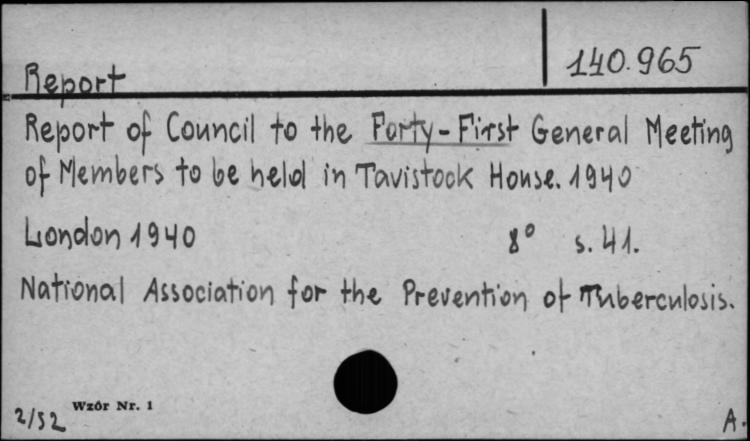 140.965
Report
Report of Council to the Forty-First General Meeting
of Members to be held in Tavistock House. 1940
London 1940 8° s. 41.
National Association for the Prevention of Tuberculosis.
Wzór Nr. 1
2/52 A.